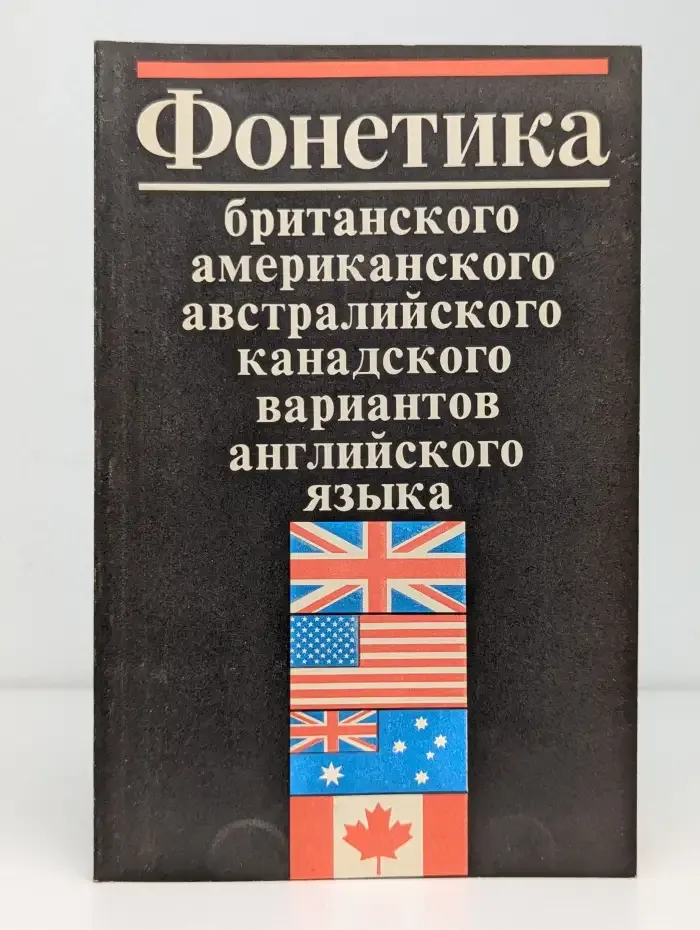 Фонетика
британского
американского
австралийского
канадского
вариантов
английского
языка